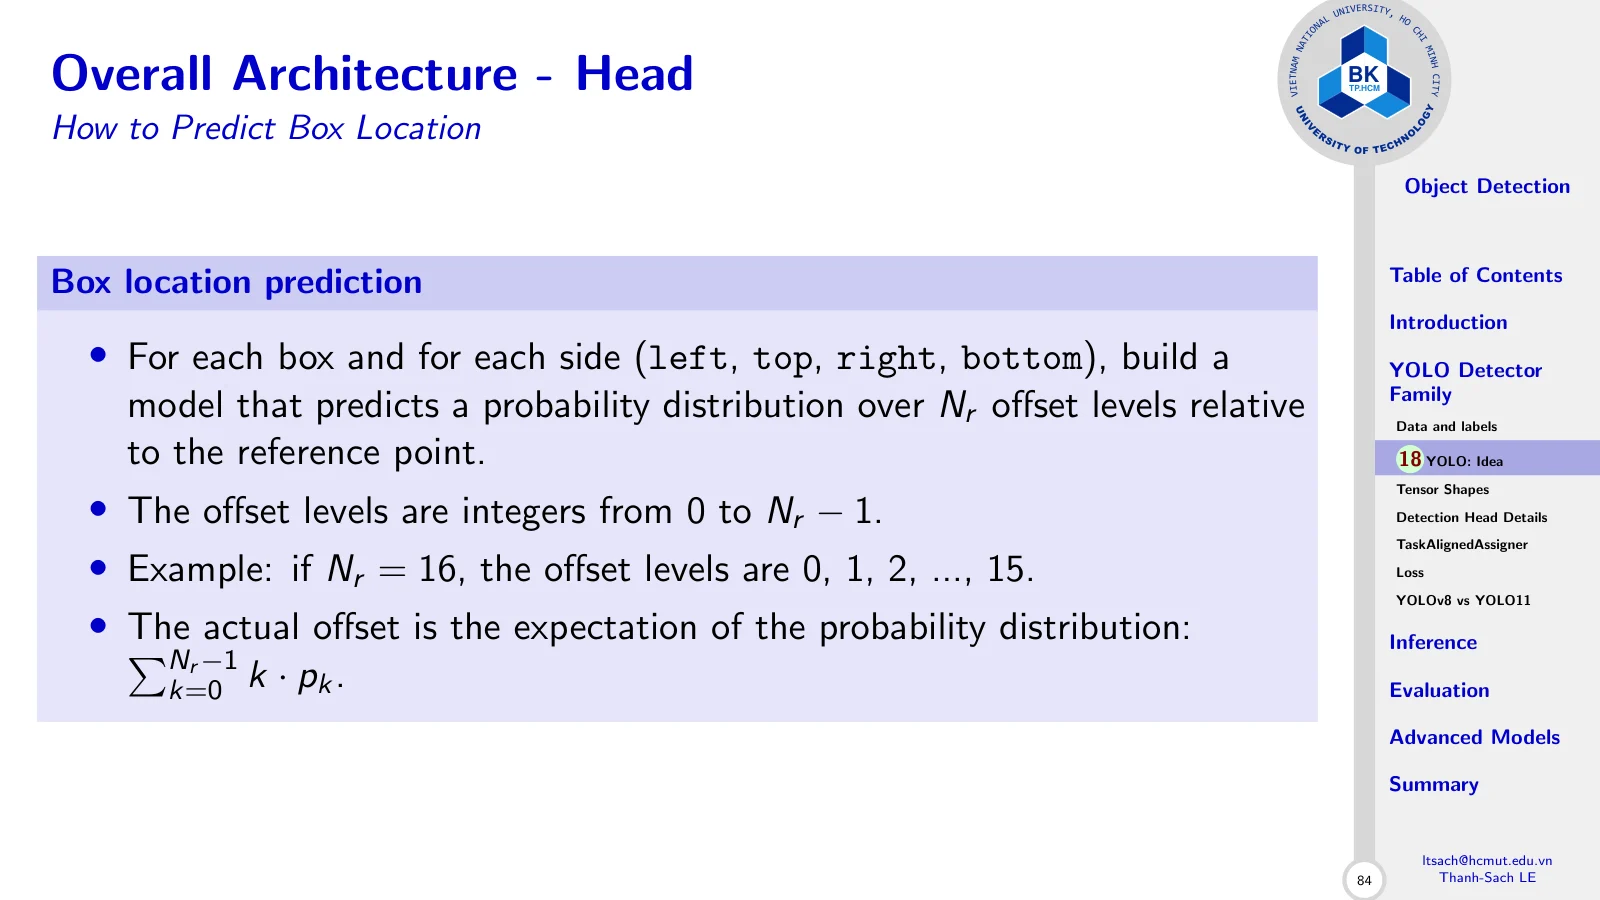 Overall Architecture - Head
How to Predict Box Location
Box location prediction
• For each box and for each side (left, top, right, bottom), build a
model that predicts a probability distribution over N_r offset levels relative
to the reference point.
• The offset levels are integers from 0 to N_r − 1.
• Example: if N_r = 16, the offset levels are 0, 1, 2, ..., 15.
• The actual offset is the expectation of the probability distribution:
∑_{k=0}^{N_r−1} k · p_k.
VIETNAM NATIONAL UNIVERSITY, HO CHI MINH CITY
BK
TP.HCM
UNIVERSITY OF TECHNOLOGY
Object Detection
Table of Contents
Introduction
YOLO Detector
Family
Data and labels
18 YOLO: Idea
Tensor Shapes
Detection Head Details
TaskAlignedAssigner
Loss
YOLOv8 vs YOLO11
Inference
Evaluation
Advanced Models
Summary
ltsach@hcmut.edu.vn
Thanh-Sach LE
84